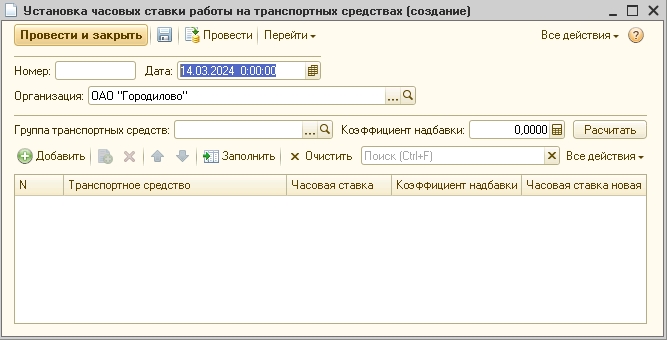 Установка часовых ставки работы на транспортных средствах (создание)
Провести и закрыть Провести Перейти Все действия ?
Номер: Дата: 14.03.2024 0:00:00
Организация: ОАО "Городилово" ...
Группа транспортных средств: ... Коэффициент надбавки: 0,0000 Расчитать
Добавить Заполнить Очистить Поиск (Ctrl+F) Все действия
N Транспортное средство Часовая ставка Коэффициент надбавки Часовая ставка новая